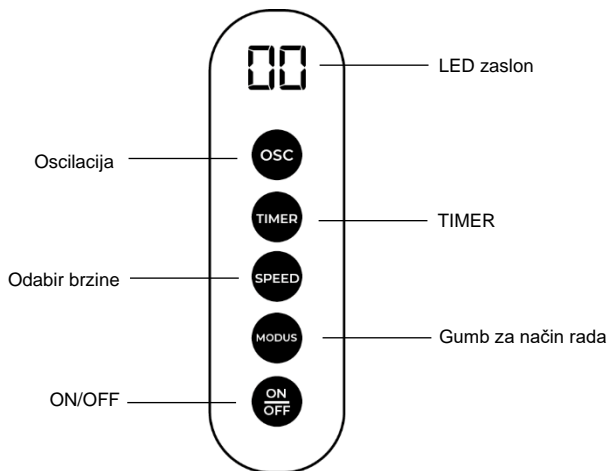 00
LED zaslon
Oscilacija
OSC
TIMER
TIMER
Odabir brzine
SPEED
MODUS
Gumb za način rada
ON/OFF
ON
OFF